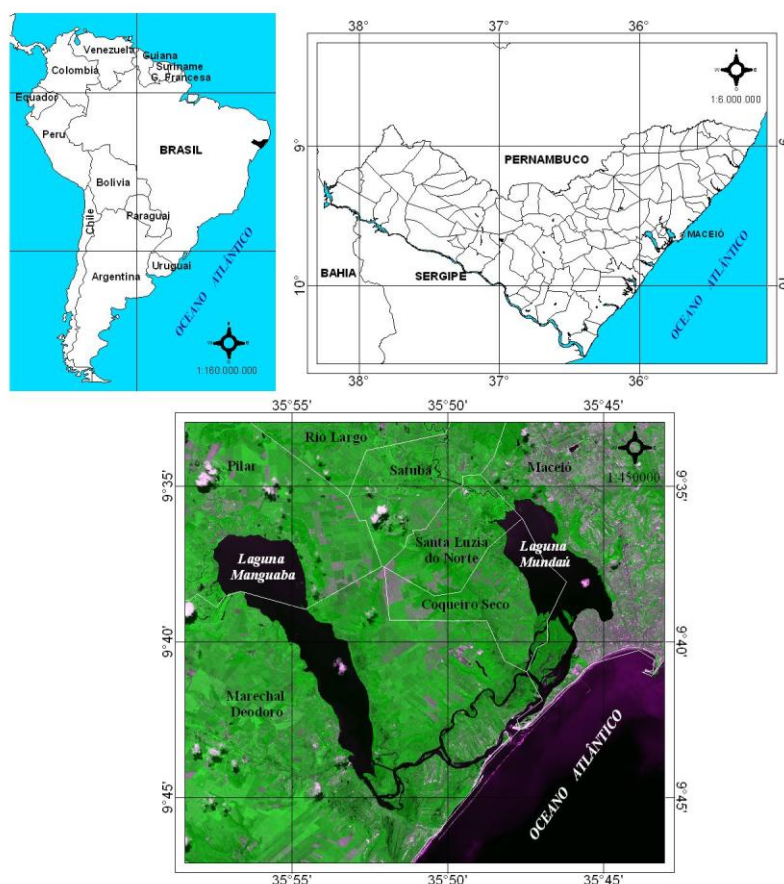 Venezuela
Guiana
Suriname
G. Francesa
Colombia
Equador
Peru
BRASIL
Bolivia
Chile
Paraguai
Uruguai
Argentina
OCEANO ATLÂNTICO
1:160.000.000
38°
37°
36°
1:6.000.000
9°
PERNAMBUCO
MACEIÓ
BAHIA
SERGIPE
10°
OCEANO ATLÂNTICO
38°
37°
36°
35°55'
35°50'
35°45'
Rio Largo
Pilar
Satuba
Maceió
1:450000
9°35'
9°35'
Santa Luzia
do Norte
Laguna
Manguaba
Laguna
Mundaú
Coqueiro Seco
9°40'
9°40'
Marechal
Deodoro
OCEANO ATLÂNTICO
9°45'
9°45'
35°55'
35°50'
35°45'